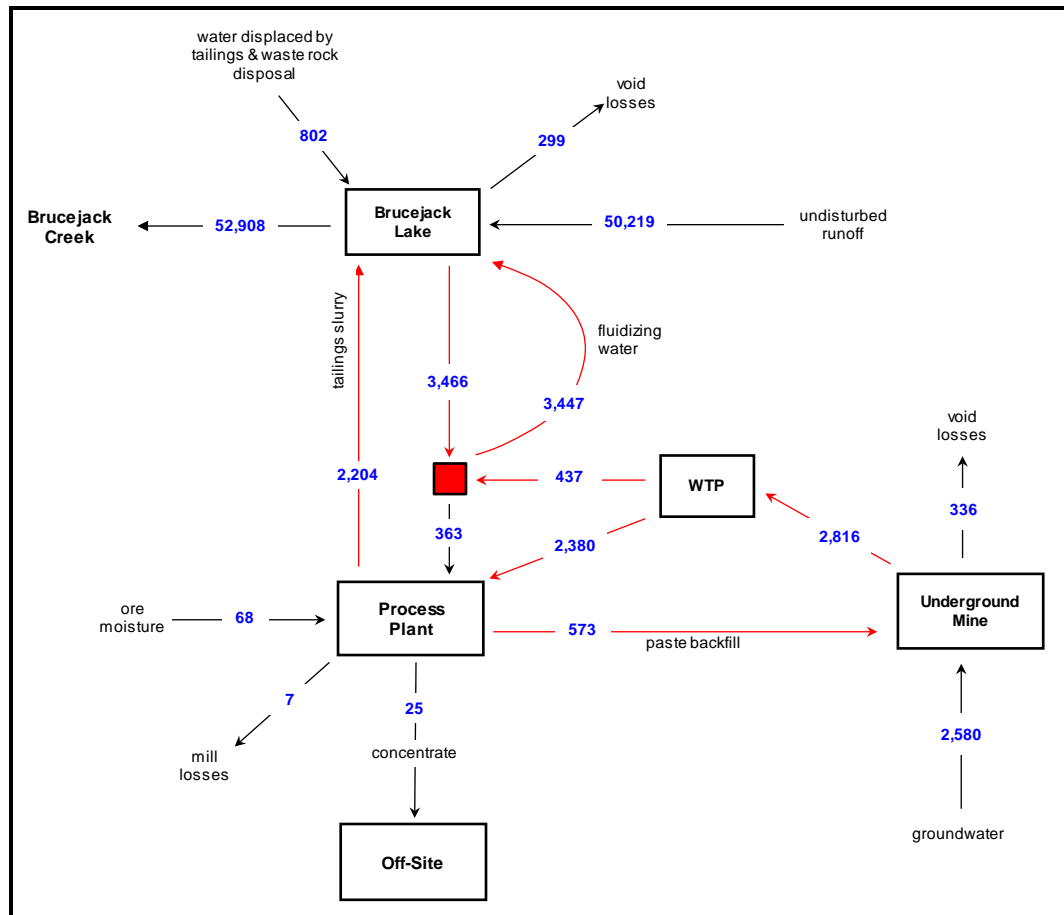 water displaced by
tailings & waste rock
disposal
void
losses
802
299
Brucejack
Creek
52,908
Brucejack
Lake
50,219
undisturbed
runoff
tailings slurry
fluidizing
water
3,466
3,447
void
losses
2,204
437
WTP
336
363
2,380
2,816
ore
moisture
68
Process
Plant
573
paste backfill
Underground
Mine
7
25
2,580
mill
losses
concentrate
groundwater
Off-Site